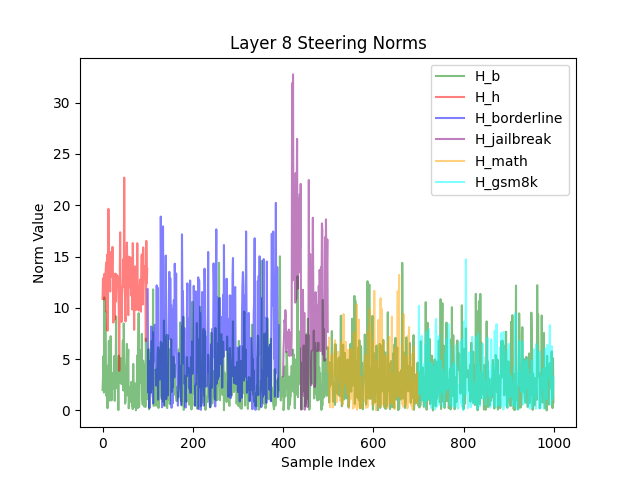 Layer 8 Steering Norms
H_b
H_h
H_borderline
H_jailbreak
H_math
H_gsm8k
Norm Value
30
25
20
15
10
5
0
0 200 400 600 800 1000
Sample Index